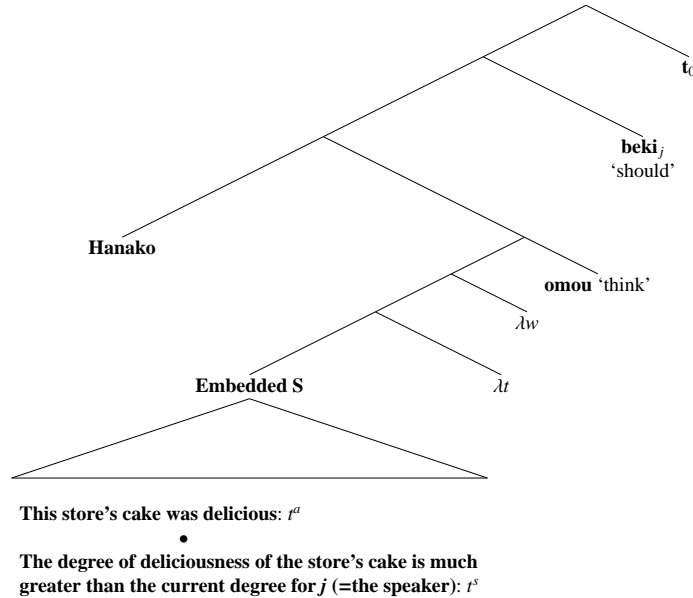 t₀
beki j
‘should’
Hanako
omou ‘think’
λw
Embedded S
λt
This store’s cake was delicious: tᵃ
•
The degree of deliciousness of the store’s cake is much
greater than the current degree for j (=the speaker): tˢ